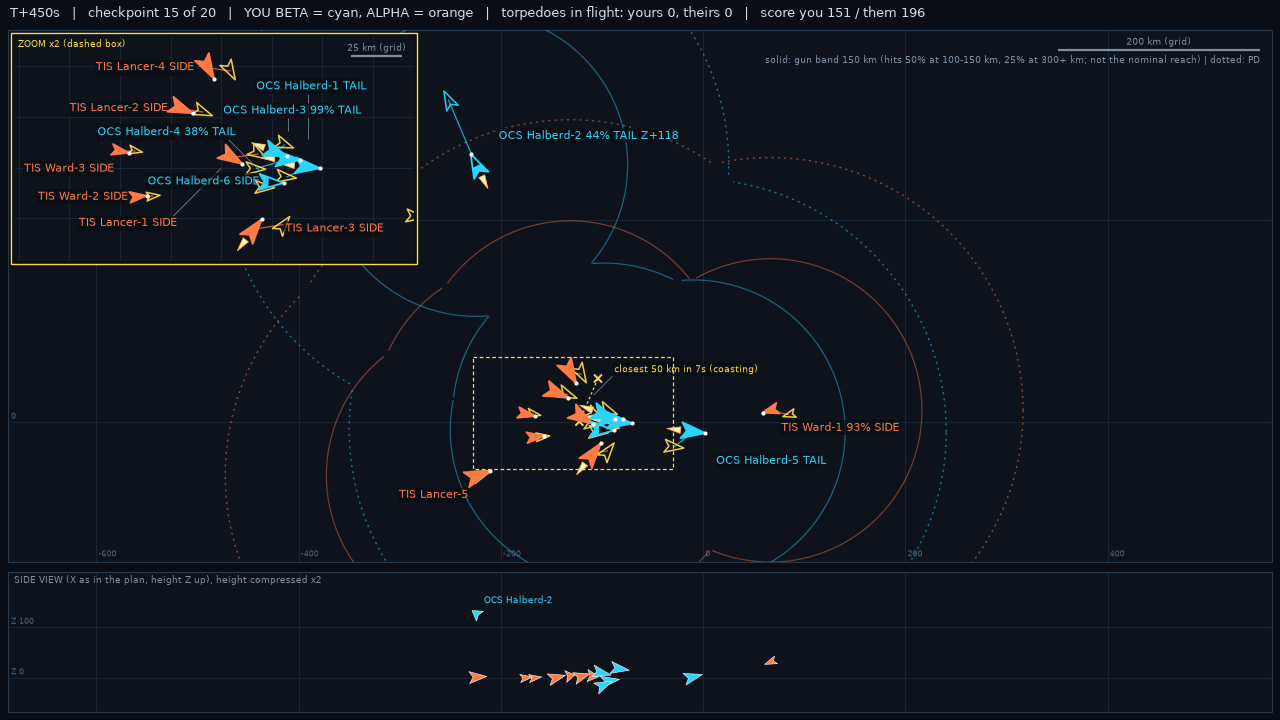 T+450s | checkpoint 15 of 20 | YOU BETA = cyan, ALPHA = orange | torpedoes in flight: yours 0, theirs 0 | score you 151 / them 196
ZOOM x2 (dashed box)
25 km (grid)
200 km (grid)
solid: gun band 150 km (hits 50% at 100-150 km, 25% at 300+ km; not the nominal reach) | dotted: PD
TIS Lancer-4 SIDE
OCS Halberd-1 TAIL
TIS Lancer-2 SIDE
OCS Halberd-3 99% TAIL
OCS Halberd-4 38% TAIL
TIS Ward-3 SIDE
OCS Halberd-6 SIDE
TIS Ward-2 SIDE
TIS Lancer-1 SIDE
TIS Lancer-3 SIDE
OCS Halberd-2 44% TAIL Z+118
closest 50 km in 7s (coasting)
0
TIS Ward-1 93% SIDE
OCS Halberd-5 TAIL
TIS Lancer-5
-600
-400
-200
0
200
400
SIDE VIEW (X as in the plan, height Z up), height compressed x2
OCS Halberd-2
Z 100
Z 0